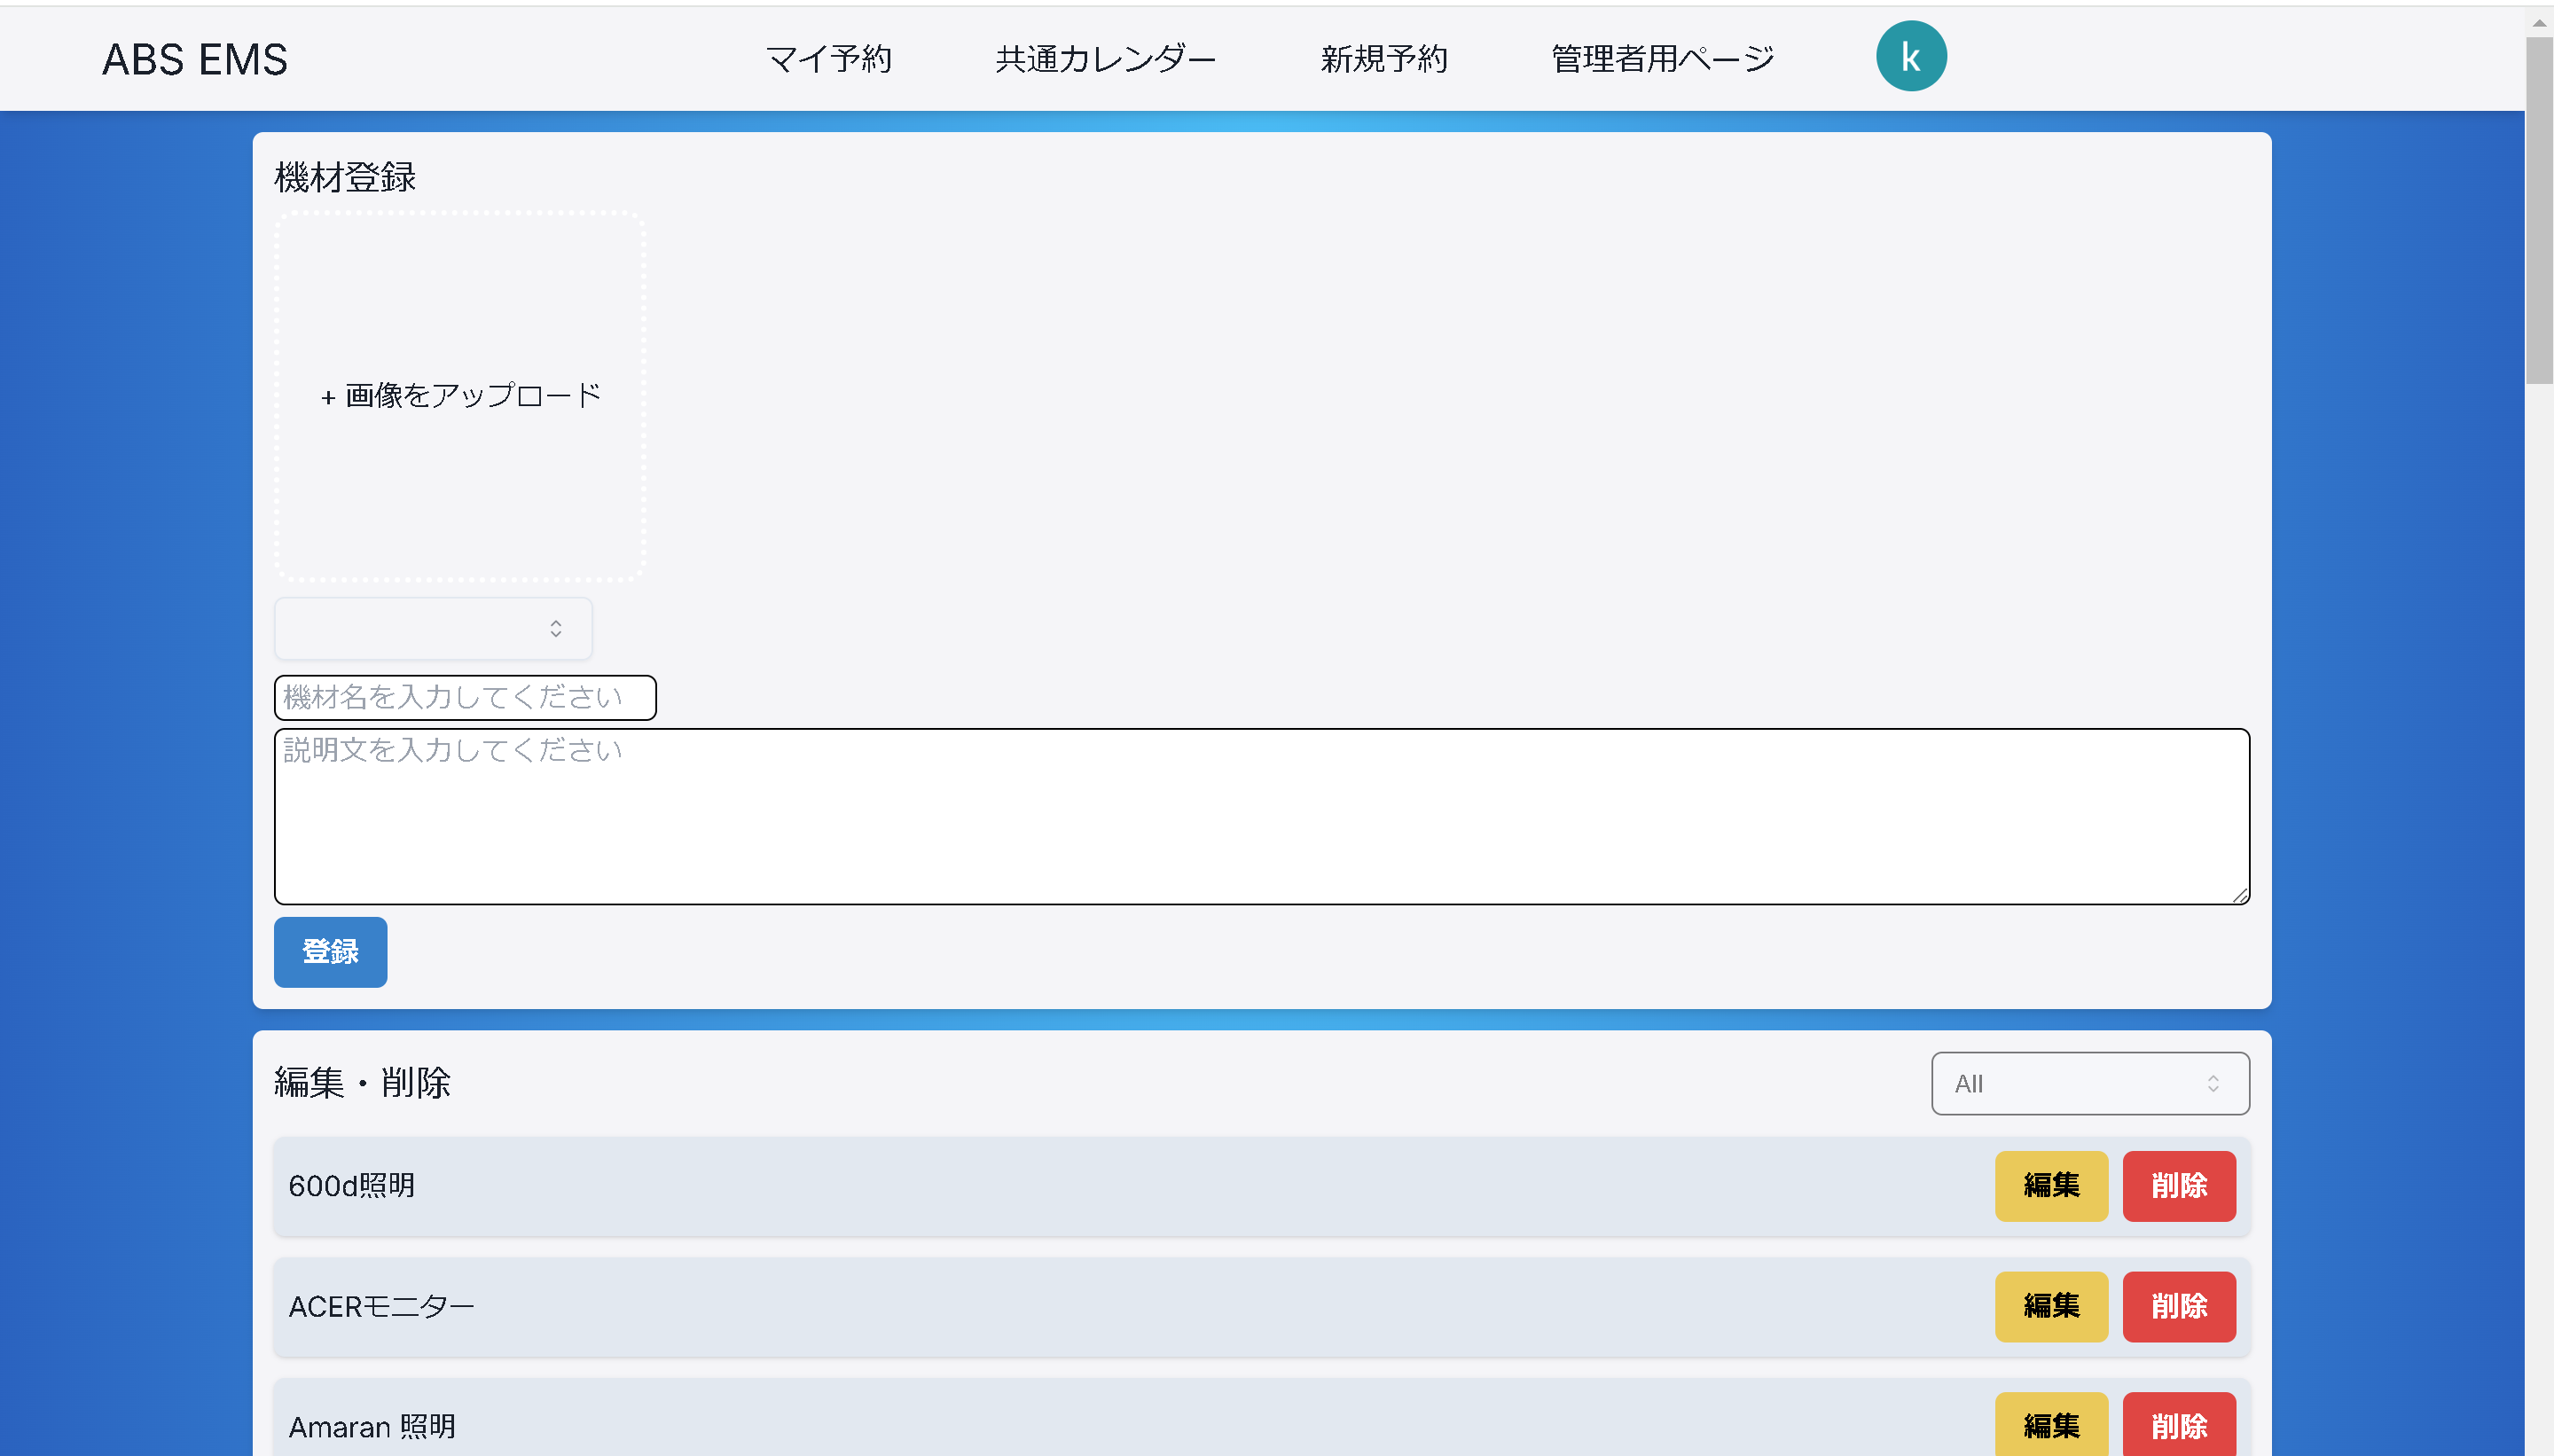 ABS EMS
マイ予約
共通カレンダー
新規予約
管理者用ページ
k
機材登録
+ 画像をアップロード
機材名を入力してください
説明文を入力してください
登録
編集・削除
All
600d照明
編集
削除
ACERモニター
編集
削除
Amaran 照明
編集
削除